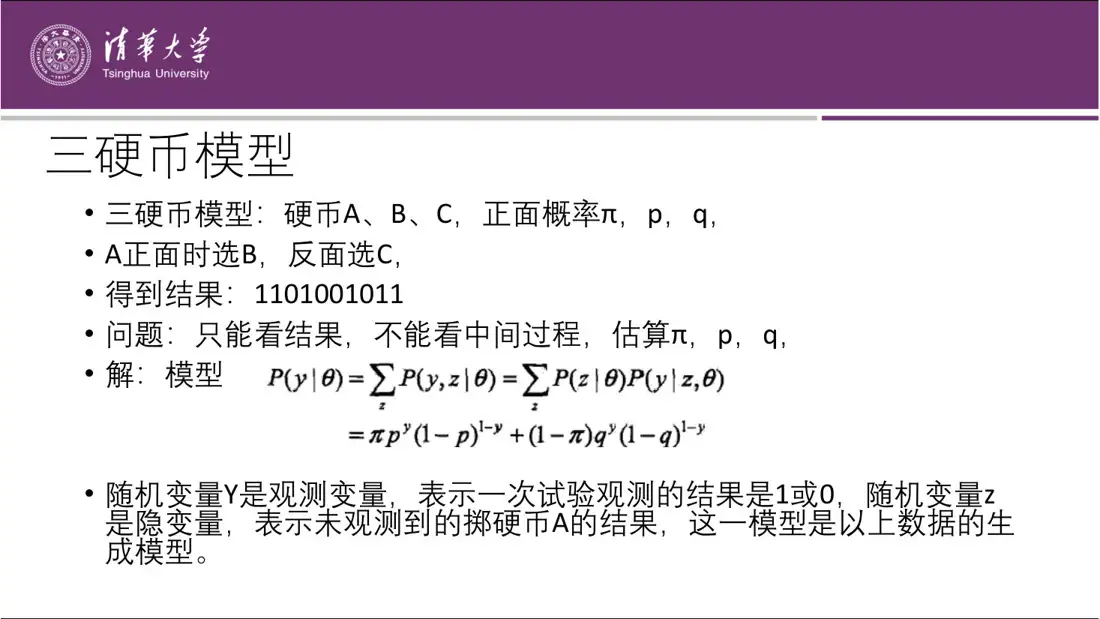 清华大学
Tsinghua University
三硬币模型
• 三硬币模型：硬币A、B、C，正面概率π，p，q，
• A正面时选B，反面选C，
• 得到结果：1101001011
• 问题：只能看结果，不能看中间过程，估算π，p，q，
• 解：模型 P(y|θ) = ∑_z P(y,z|θ) = ∑_z P(z|θ)P(y|z,θ)
= πp^y(1−p)^{1−y} + (1−π)q^y(1−q)^{1−y}
• 随机变量Y是观测变量，表示一次试验观测的结果是1或0，随机变量z
是隐变量，表示未观测到的掷硬币A的结果，这一模型是以上数据的生
成模型。